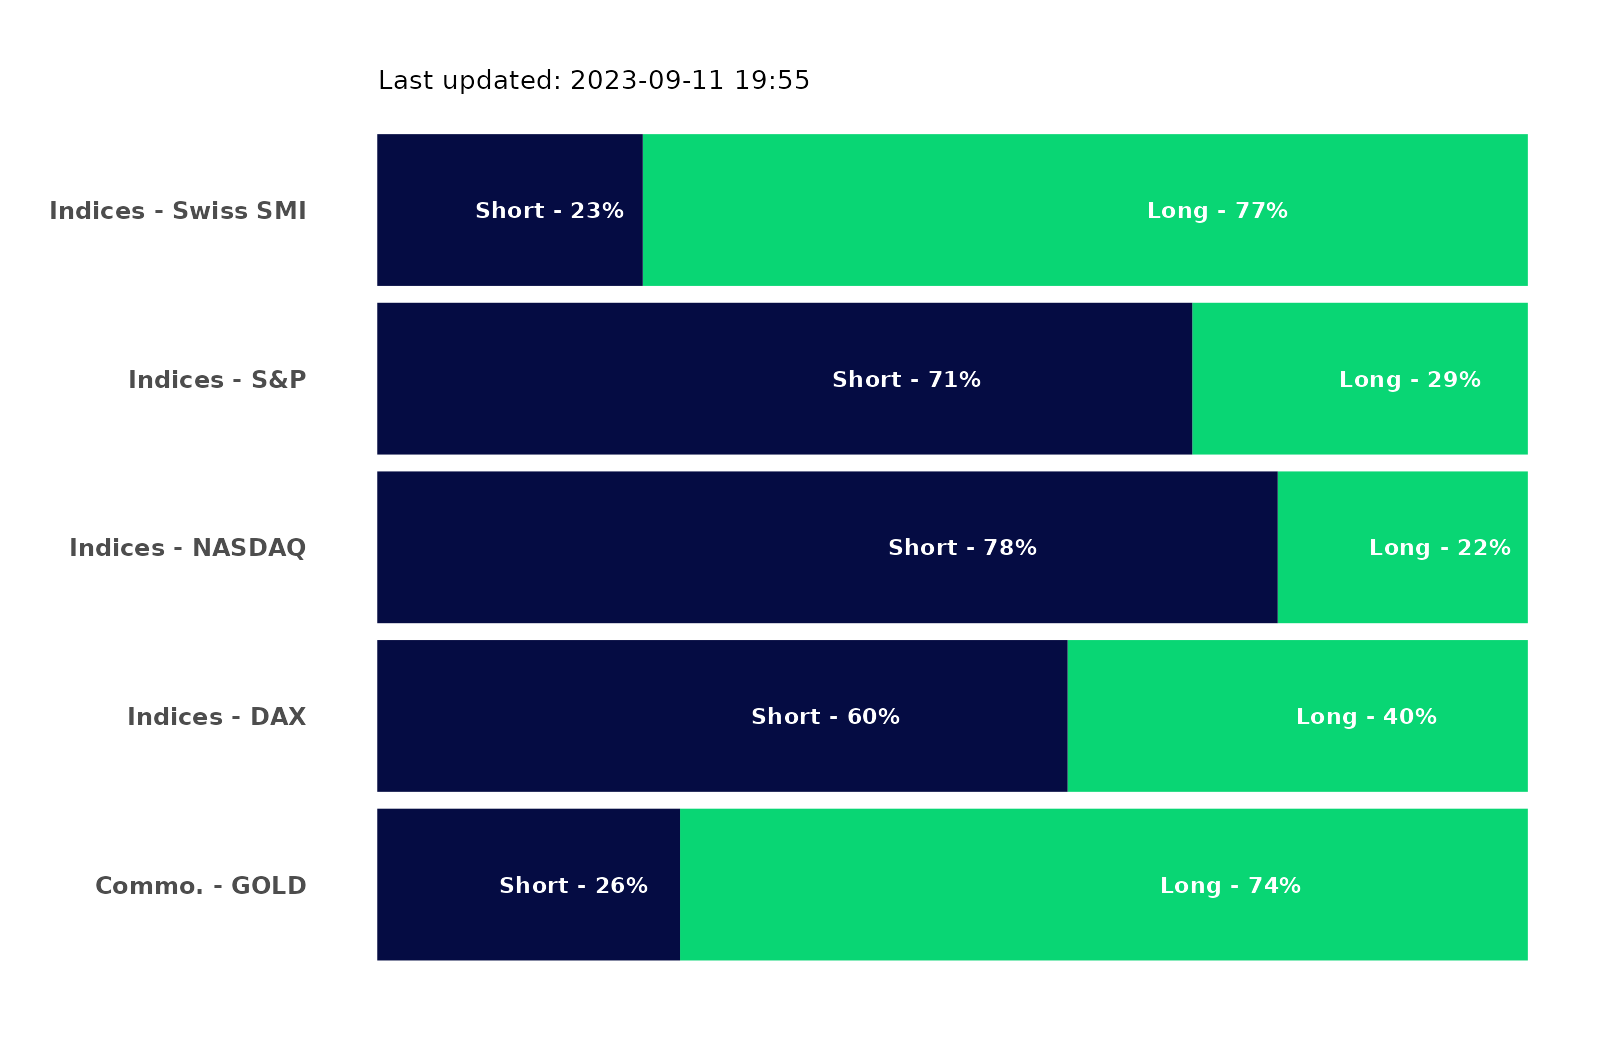 Last updated: 2023-09-11 19:55
Indices - Swiss SMI Short - 23% Long - 77%
Indices - S&P Short - 71% Long - 29%
Indices - NASDAQ Short - 78% Long - 22%
Indices - DAX Short - 60% Long - 40%
Commo. - GOLD Short - 26% Long - 74%